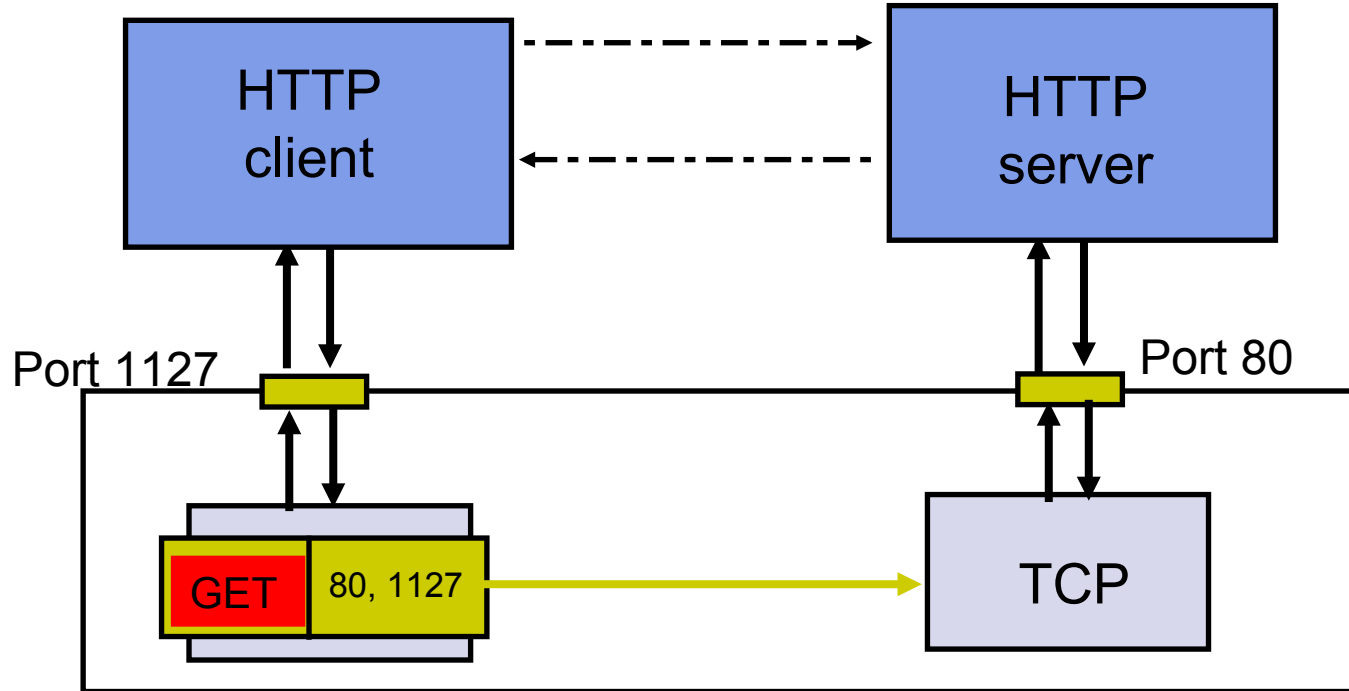 HTTP
client
HTTP
server
Port 1127
Port 80
GET
80, 1127
TCP